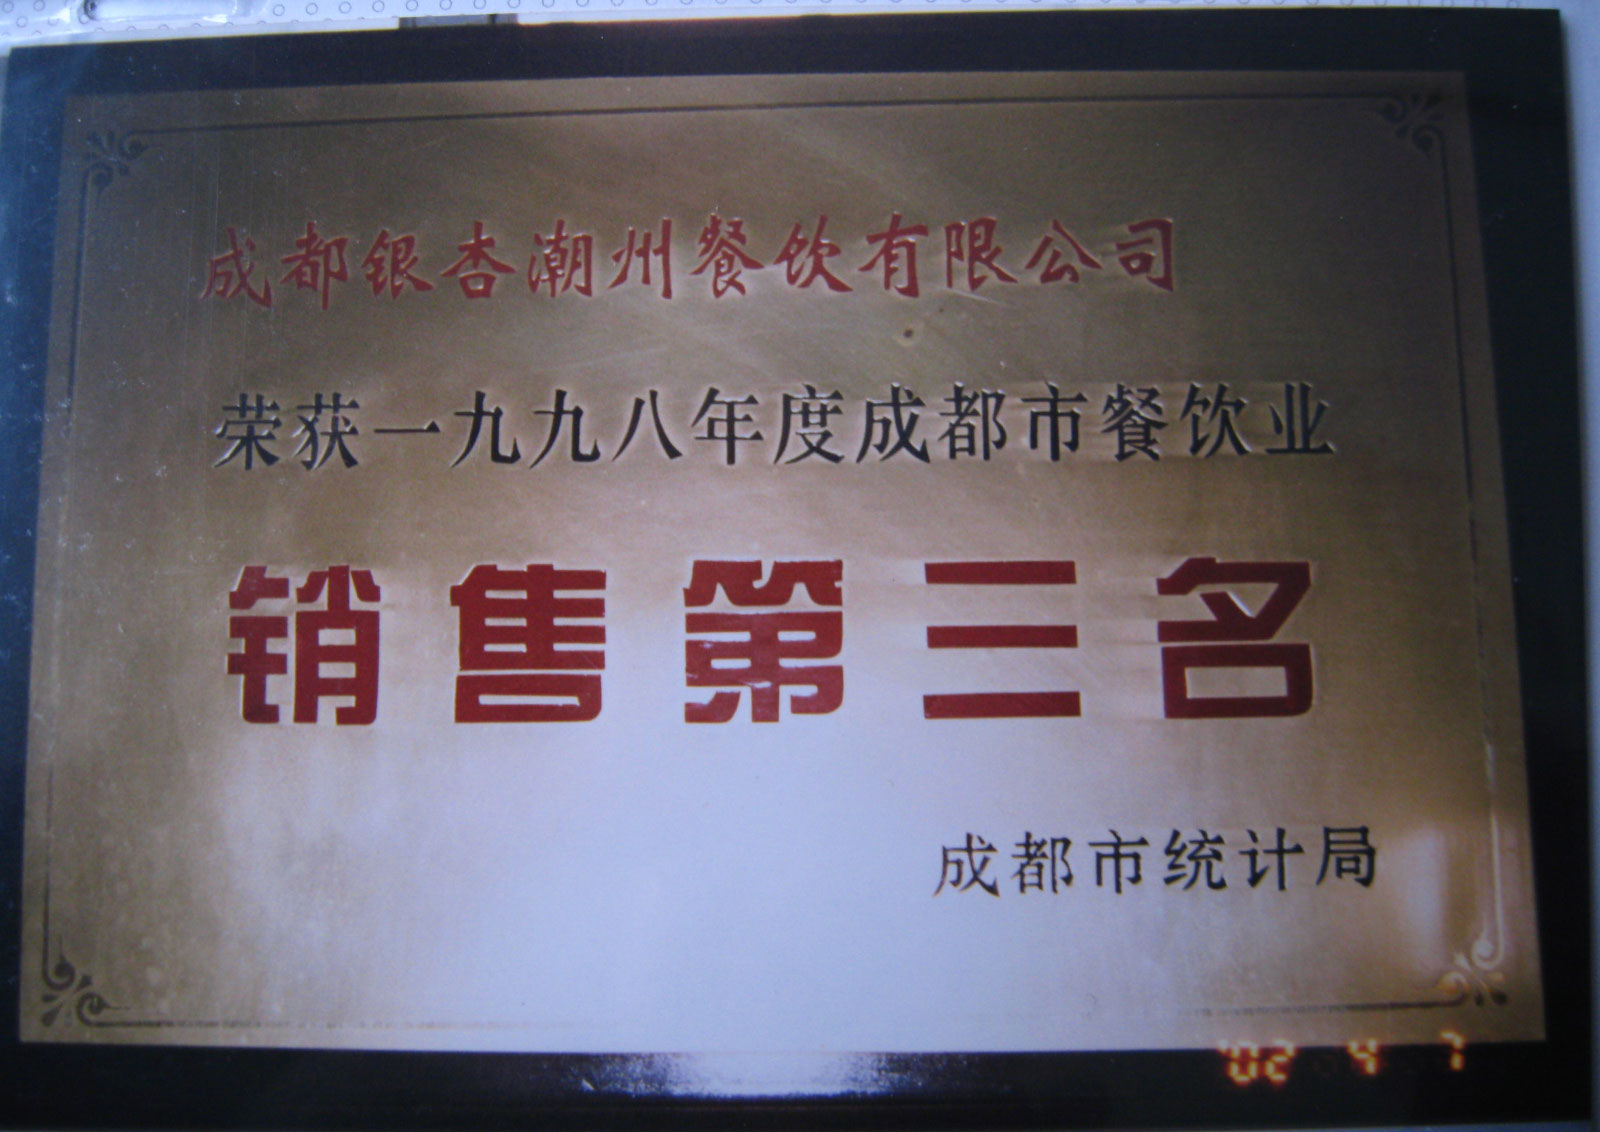 成都银杏潮州餐饮有限公司
荣获一九九八年度成都市餐饮业
销售第三名
成都市统计局
'02 4 7